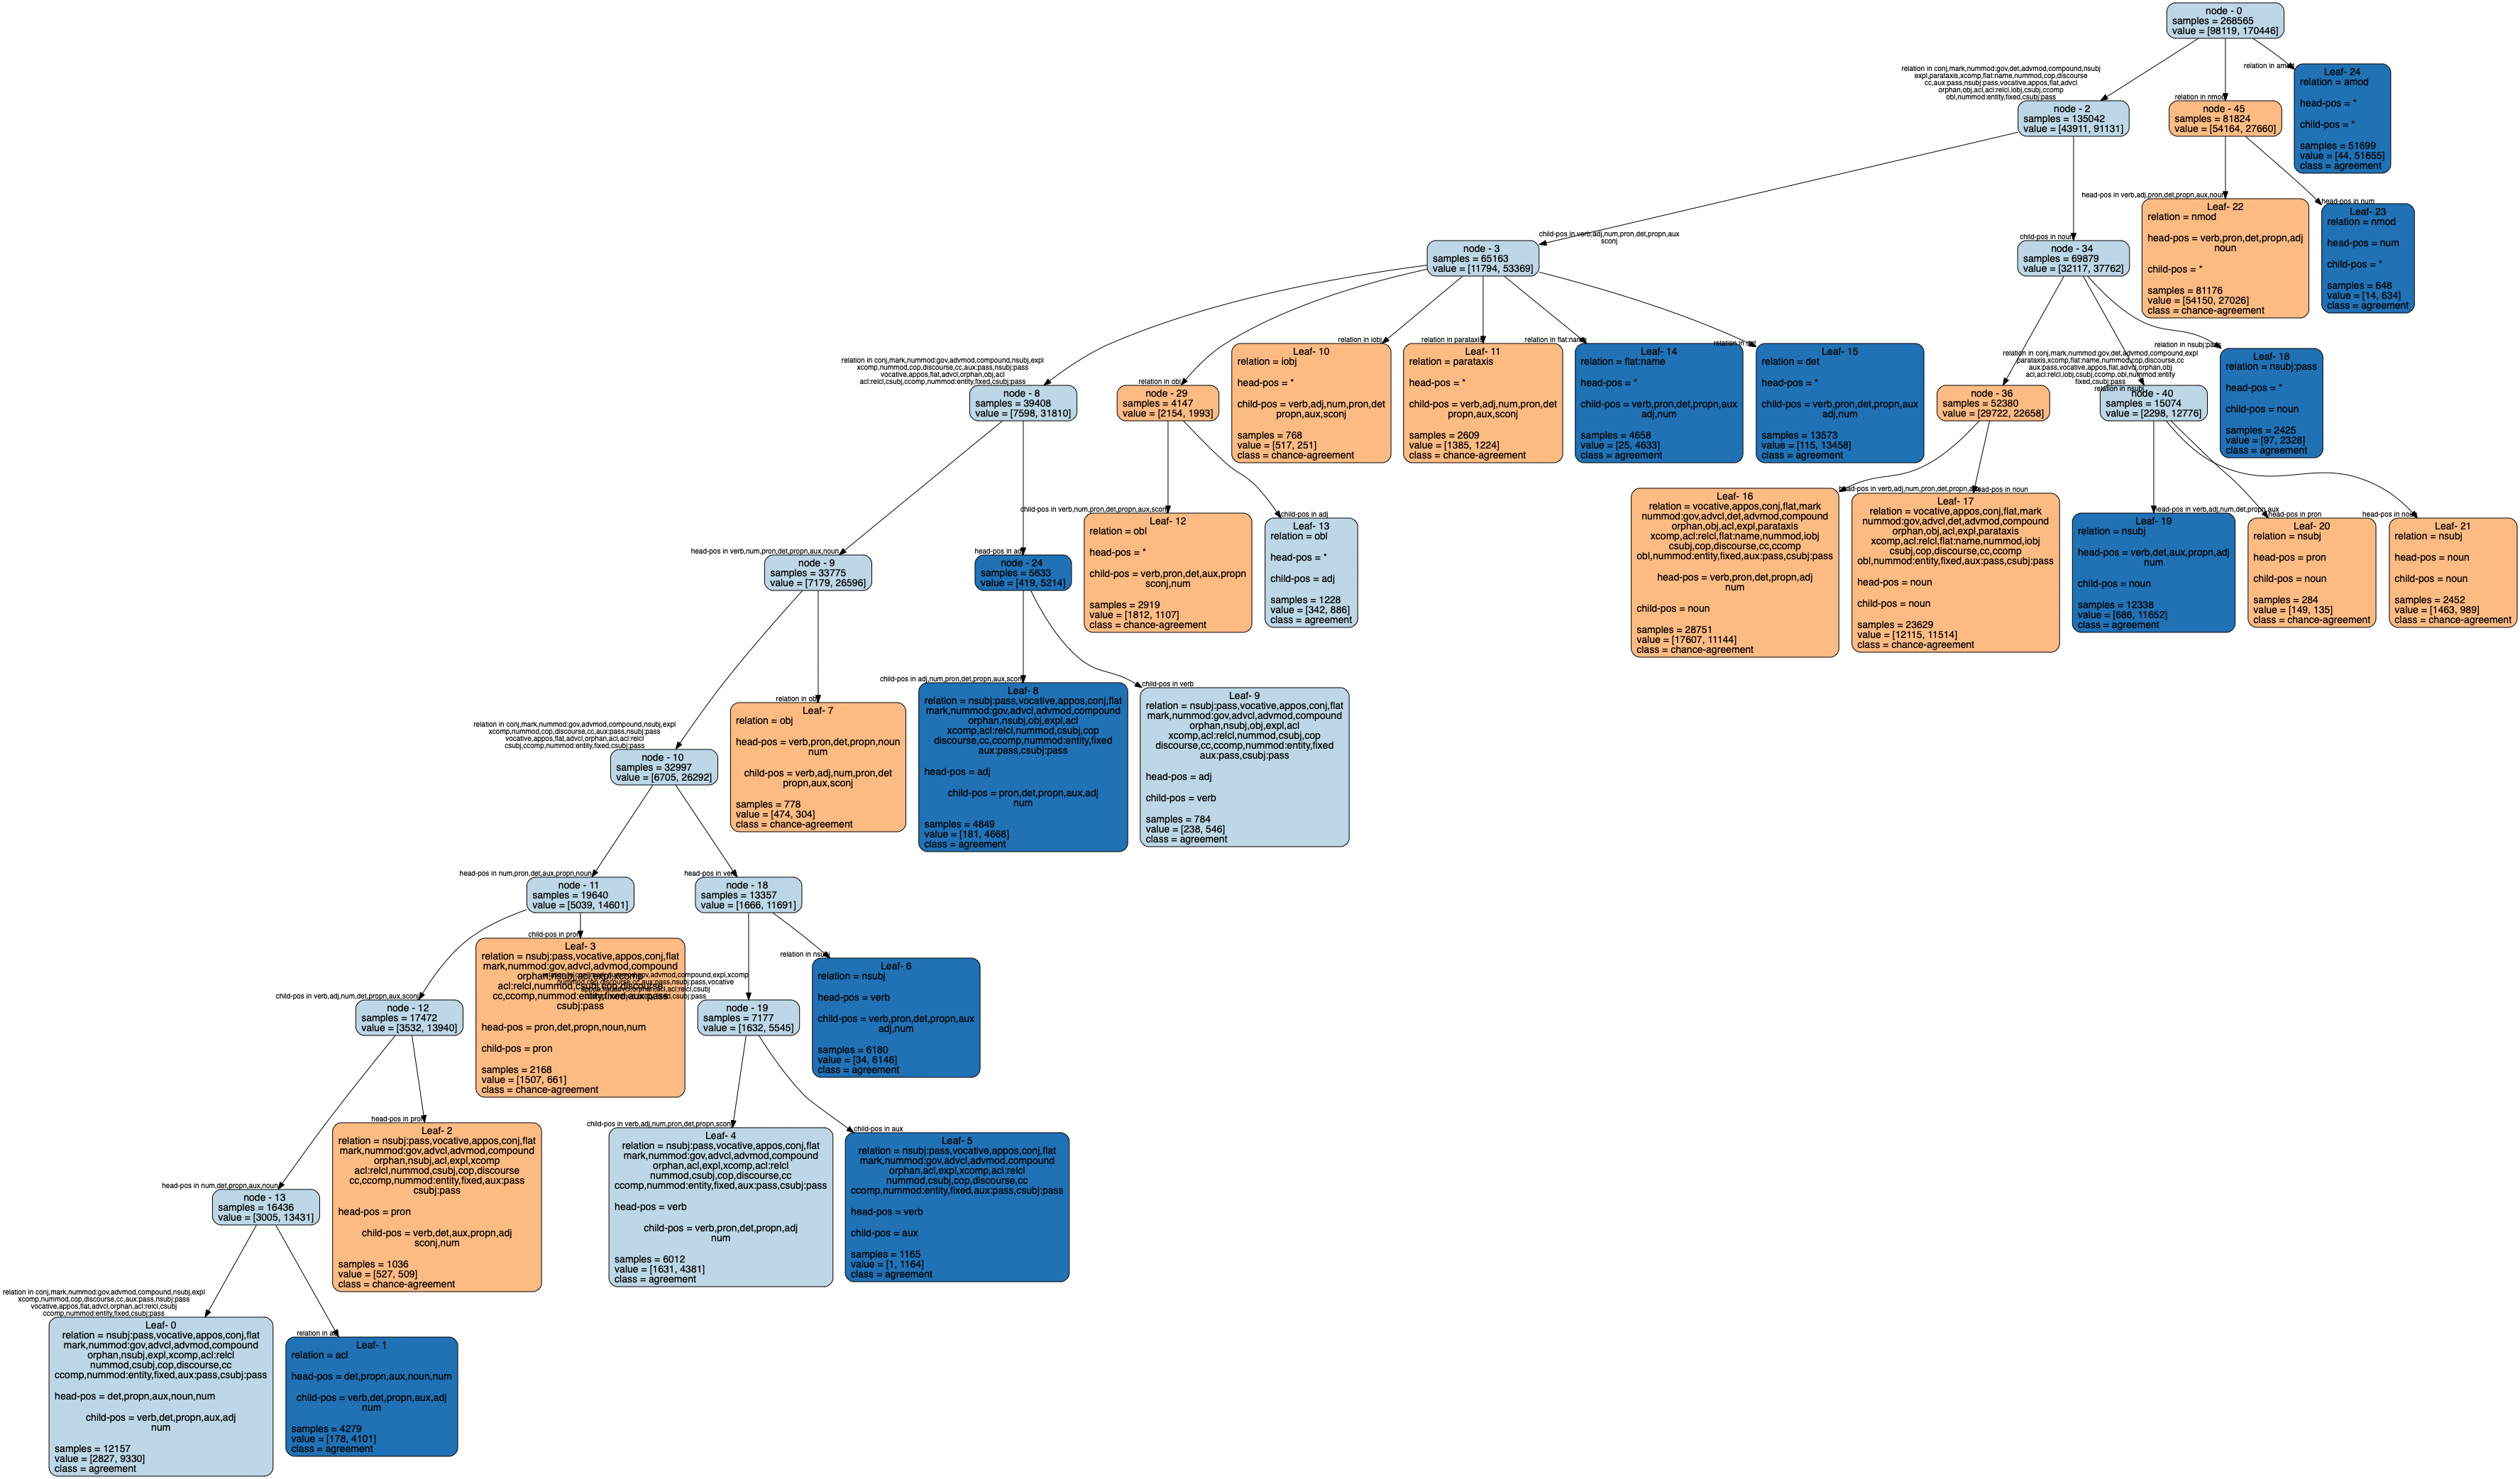 node - 0
samples = 268565
value = [98119, 170446]
relation in conj,mark,nummod:gov,det,advmod,compound,nsubj
expl,parataxis,xcomp,flat:name,nummod,cop,discourse
cc,aux:pass,nsubj:pass,vocative,appos,flat,advcl
orphan,obj,acl,acl:relcl,iobj,csubj,ccomp
obl,nummod:entity,fixed,csubj:pass
node - 2
samples = 135042
value = [43911, 91131]
relation in nmod
node - 45
samples = 81824
value = [54164, 27660]
relation in amod
Leaf- 24
relation = amod
head-pos = *
child-pos = *
samples = 51699
value = [44, 51655]
class = agreement
head-pos in verb,adj,pron,det,propn,aux,noun
Leaf- 22
relation = nmod
head-pos = verb,pron,det,propn,adj
noun
child-pos = *
samples = 81176
value = [54150, 27026]
class = chance-agreement
head-pos in num
Leaf- 23
relation = nmod
head-pos = num
child-pos = *
samples = 648
value = [14, 634]
class = agreement
child-pos in verb,adj,num,pron,det,propn,aux
sconj
node - 3
samples = 65163
value = [11794, 53369]
child-pos in noun
node - 34
samples = 69879
value = [32117, 37762]
relation in conj,mark,nummod:gov,advmod,compound,nsubj,expl
xcomp,nummod,cop,discourse,cc,aux:pass,nsubj:pass
vocative,appos,flat,advcl,orphan,obj,acl
acl:relcl,csubj,ccomp,nummod:entity,fixed,csubj:pass
node - 8
samples = 39408
value = [7598, 31810]
relation in obl
node - 29
samples = 4147
value = [2154, 1993]
relation in iobj
Leaf- 10
relation = iobj
head-pos = *
child-pos = verb,adj,num,pron,det
propn,aux,sconj
samples = 768
value = [517, 251]
class = chance-agreement
relation in parataxis
Leaf- 11
relation = parataxis
head-pos = *
child-pos = verb,adj,num,pron,det
propn,aux,sconj
samples = 2609
value = [1385, 1224]
class = chance-agreement
relation in flat:name
Leaf- 14
relation = flat:name
head-pos = *
child-pos = verb,pron,det,propn,aux
adj,num
samples = 4658
value = [25, 4633]
class = agreement
relation in det
Leaf- 15
relation = det
head-pos = *
child-pos = verb,pron,det,propn,aux
adj,num
samples = 13573
value = [115, 13458]
class = agreement
relation in conj,mark,nummod:gov,det,advmod,compound,expl
parataxis,xcomp,flat:name,nummod,cop,discourse,cc
aux:pass,vocative,appos,flat,advcl,orphan,obj
acl,acl:relcl,iobj,csubj,ccomp,obl,nummod:entity
fixed,csubj:pass
node - 36
samples = 52380
value = [29722, 22658]
relation in nsubj
node - 40
samples = 15074
value = [2298, 12776]
relation in nsubj:pass
Leaf- 18
relation = nsubj:pass
head-pos = *
child-pos = noun
samples = 2425
value = [97, 2328]
class = agreement
head-pos in verb,num,pron,det,propn,aux,noun
node - 9
samples = 33775
value = [7179, 26596]
head-pos in adj
node - 24
samples = 5633
value = [419, 5214]
child-pos in verb,num,pron,det,propn,aux,sconj
Leaf- 12
relation = obl
head-pos = *
child-pos = verb,pron,det,aux,propn
sconj,num
samples = 2919
value = [1812, 1107]
class = chance-agreement
child-pos in adj
Leaf- 13
relation = obl
head-pos = *
child-pos = adj
samples = 1228
value = [342, 886]
class = agreement
head-pos in verb,adj,num,pron,det,propn,aux
Leaf- 16
relation = vocative,appos,conj,flat,mark
nummod:gov,advcl,det,advmod,compound
orphan,obj,acl,expl,parataxis
xcomp,acl:relcl,flat:name,nummod,iobj
csubj,cop,discourse,cc,ccomp
obl,nummod:entity,fixed,aux:pass,csubj:pass
head-pos = verb,pron,det,propn,adj
num
child-pos = noun
samples = 28751
value = [17607, 11144]
class = chance-agreement
head-pos in noun
Leaf- 17
relation = vocative,appos,conj,flat,mark
nummod:gov,advcl,det,advmod,compound
orphan,obj,acl,expl,parataxis
xcomp,acl:relcl,flat:name,nummod,iobj
csubj,cop,discourse,cc,ccomp
obl,nummod:entity,fixed,aux:pass,csubj:pass
head-pos = noun
child-pos = noun
samples = 23629
value = [12115, 11514]
class = chance-agreement
head-pos in verb,adj,num,det,propn,aux
Leaf- 19
relation = nsubj
head-pos = verb,det,aux,propn,adj
num
child-pos = noun
samples = 12338
value = [686, 11652]
class = agreement
head-pos in pron
Leaf- 20
relation = nsubj
head-pos = pron
child-pos = noun
samples = 284
value = [149, 135]
class = chance-agreement
head-pos in noun
Leaf- 21
relation = nsubj
head-pos = noun
child-pos = noun
samples = 2452
value = [1463, 989]
class = chance-agreement
relation in conj,mark,nummod:gov,advmod,compound,nsubj,expl
xcomp,nummod,cop,discourse,cc,aux:pass,nsubj:pass
vocative,appos,flat,advcl,orphan,acl,acl:relcl
csubj,ccomp,nummod:entity,fixed,csubj:pass
node - 10
samples = 32997
value = [6705, 26292]
relation in obj
Leaf- 7
relation = obj
head-pos = verb,pron,det,propn,noun
num
child-pos = verb,adj,num,pron,det
propn,aux,sconj
samples = 778
value = [474, 304]
class = chance-agreement
child-pos in adj,num,pron,det,propn,aux,sconj
Leaf- 8
relation = nsubj:pass,vocative,appos,conj,flat
mark,nummod:gov,advcl,advmod,compound
orphan,nsubj,obj,expl,acl
xcomp,acl:relcl,nummod,csubj,cop
discourse,cc,ccomp,nummod:entity,fixed
aux:pass,csubj:pass
head-pos = adj
child-pos = pron,det,propn,aux,adj
num
samples = 4849
value = [181, 4668]
class = agreement
child-pos in verb
Leaf- 9
relation = nsubj:pass,vocative,appos,conj,flat
mark,nummod:gov,advcl,advmod,compound
orphan,nsubj,obj,expl,acl
xcomp,acl:relcl,nummod,csubj,cop
discourse,cc,ccomp,nummod:entity,fixed
aux:pass,csubj:pass
head-pos = adj
child-pos = verb
samples = 784
value = [238, 546]
class = agreement
head-pos in num,pron,det,aux,propn,noun
node - 11
samples = 19640
value = [5039, 14601]
head-pos in verb
node - 18
samples = 13357
value = [1666, 11691]
child-pos in verb,adj,num,det,propn,aux,sconj
node - 12
samples = 17472
value = [3532, 13940]
child-pos in pron
Leaf- 3
relation = nsubj:pass,vocative,appos,conj,flat
mark,nummod:gov,advcl,advmod,compound
orphan,nsubj,acl,expl,xcomp
acl:relcl,nummod,csubj,cop,discourse
cc,ccomp,nummod:entity,fixed,aux:pass
csubj:pass
head-pos = pron,det,propn,noun,num
child-pos = pron
samples = 2168
value = [1507, 661]
class = chance-agreement
node - 19
samples = 7177
value = [1632, 5545]
relation in nsubj
Leaf- 6
relation = nsubj
head-pos = verb
child-pos = verb,pron,det,propn,aux
adj,num
samples = 6180
value = [34, 6146]
class = agreement
head-pos in num,det,propn,aux,noun
node - 13
samples = 16436
value = [3005, 13431]
head-pos in pron
Leaf- 2
relation = nsubj:pass,vocative,appos,conj,flat
mark,nummod:gov,advcl,advmod,compound
orphan,nsubj,acl,expl,xcomp
acl:relcl,nummod,csubj,cop,discourse
cc,ccomp,nummod:entity,fixed,aux:pass
csubj:pass
head-pos = pron
child-pos = verb,det,aux,propn,adj
sconj,num
samples = 1036
value = [527, 509]
class = chance-agreement
child-pos in verb,adj,num,pron,det,propn,sconj
Leaf- 4
relation = nsubj:pass,vocative,appos,conj,flat
mark,nummod:gov,advcl,advmod,compound
orphan,acl,expl,xcomp,acl:relcl
nummod,csubj,cop,discourse,cc
ccomp,nummod:entity,fixed,aux:pass,csubj:pass
head-pos = verb
child-pos = verb,pron,det,propn,adj
num
samples = 6012
value = [1631, 4381]
class = agreement
child-pos in aux
Leaf- 5
relation = nsubj:pass,vocative,appos,conj,flat
mark,nummod:gov,advcl,advmod,compound
orphan,acl,expl,xcomp,acl:relcl
nummod,csubj,cop,discourse,cc
ccomp,nummod:entity,fixed,aux:pass,csubj:pass
head-pos = verb
child-pos = aux
samples = 1165
value = [1, 1164]
class = agreement
relation in conj,mark,nummod:gov,advmod,compound,nsubj,expl
xcomp,nummod,cop,discourse,cc,aux:pass,nsubj:pass
vocative,appos,flat,advcl,orphan,acl:relcl,csubj
ccomp,nummod:entity,fixed,csubj:pass
Leaf- 0
relation = nsubj:pass,vocative,appos,conj,flat
mark,nummod:gov,advcl,advmod,compound
orphan,nsubj,expl,xcomp,acl:relcl
nummod,csubj,cop,discourse,cc
ccomp,nummod:entity,fixed,aux:pass,csubj:pass
head-pos = det,propn,aux,noun,num
child-pos = verb,det,propn,aux,adj
num
samples = 12157
value = [2827, 9330]
class = agreement
relation in acl
Leaf- 1
relation = acl
head-pos = det,propn,aux,noun,num
child-pos = verb,det,propn,aux,adj
num
samples = 4279
value = [178, 4101]
class = agreement